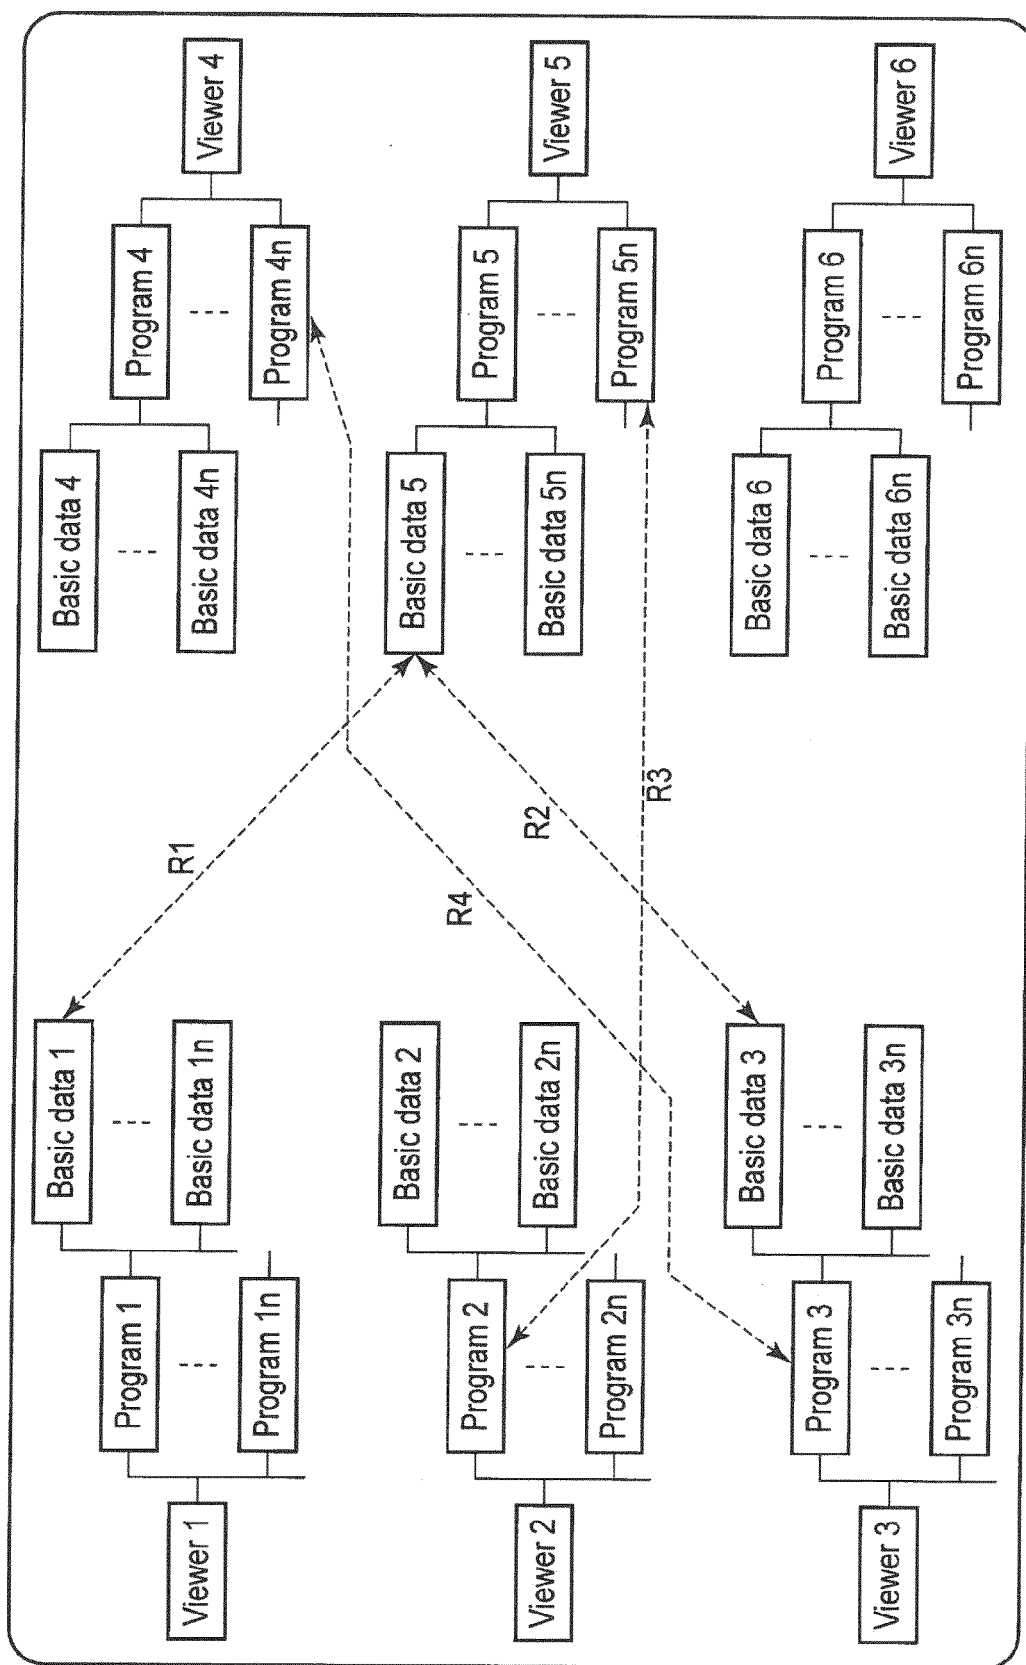 Viewer 1
Program 1
Basic data 1
Program 1n
Basic data 1n
Viewer 2
Program 2
Basic data 2
Program 2n
Basic data 2n
Viewer 3
Program 3
Basic data 3
Program 3n
Basic data 3n
R1
R4
R2
R3
Basic data 4
Program 4
Viewer 4
Basic data 4n
Program 4n
Basic data 5
Program 5
Viewer 5
Basic data 5n
Program 5n
Basic data 6
Program 6
Viewer 6
Basic data 6n
Program 6n